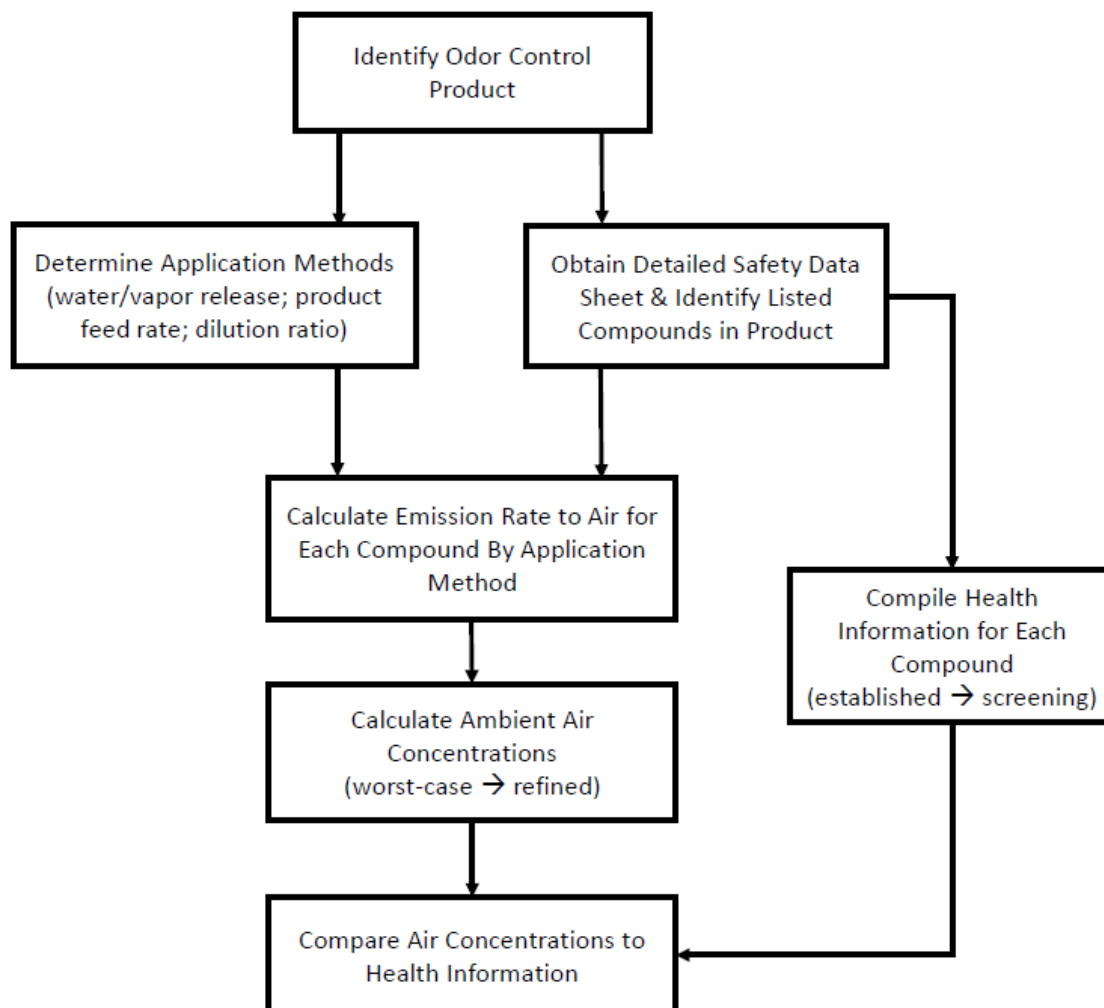 Identify Odor Control
Product
Determine Application Methods
(water/vapor release; product
feed rate; dilution ratio)
Obtain Detailed Safety Data
Sheet & Identify Listed
Compounds in Product
Calculate Emission Rate to Air for
Each Compound By Application
Method
Compile Health
Information for Each
Compound
(established → screening)
Calculate Ambient Air
Concentrations
(worst-case → refined)
Compare Air Concentrations to
Health Information